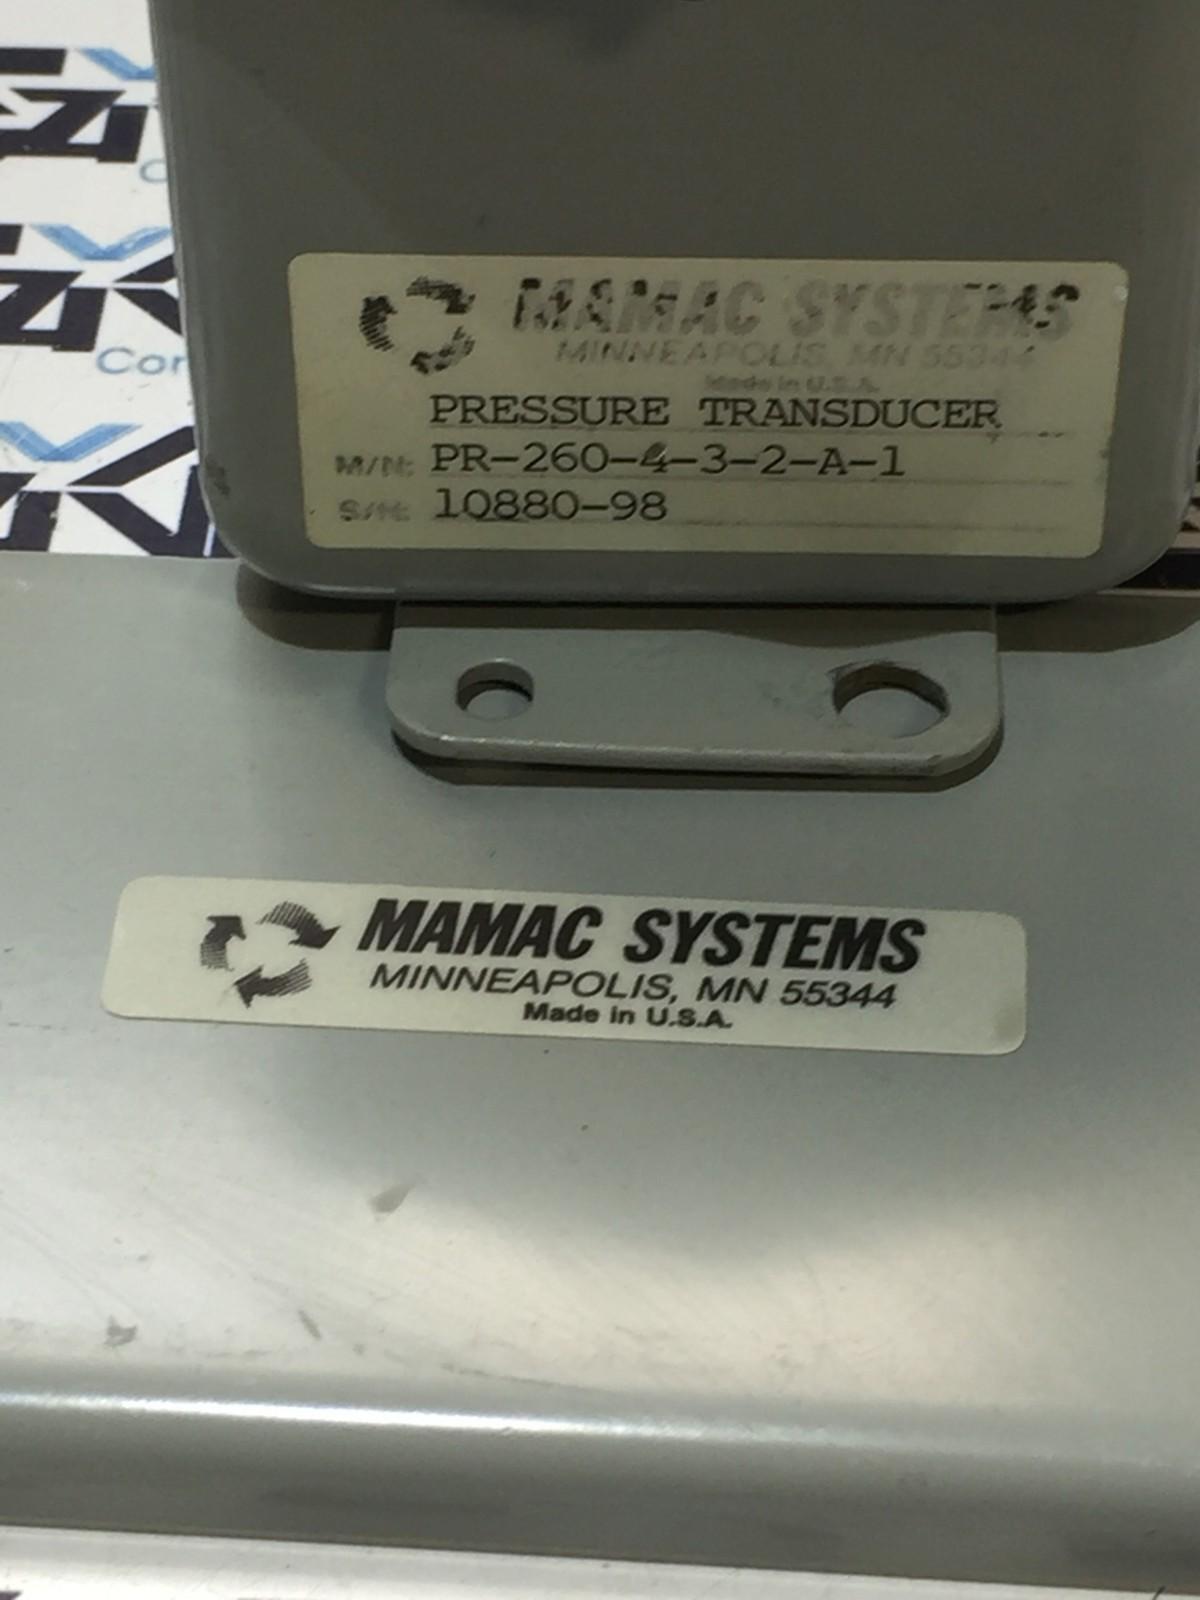 MAMAC SYSTEMS
MINNEAPOLIS, MN 55344
Made in U.S.A.
PRESSURE TRANSDUCER
M/N: PR-260-4-3-2-A-1
S/N: 10880-98
MAMAC SYSTEMS
MINNEAPOLIS, MN 55344
Made in U.S.A.